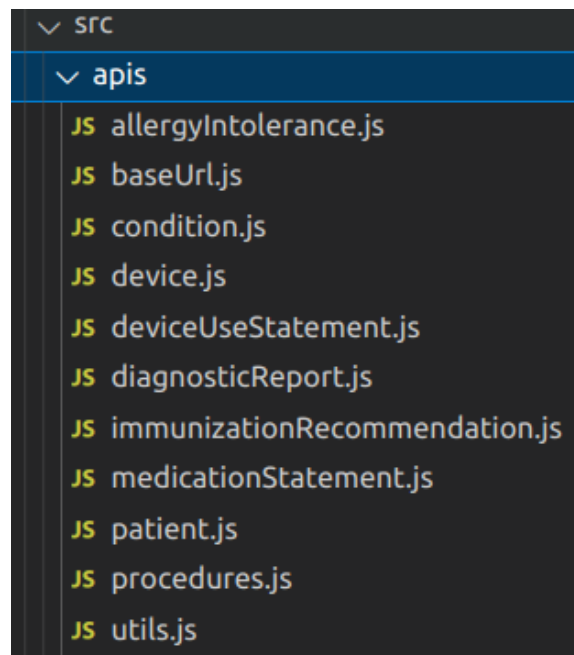 src
apis
JS allergyIntolerance.js
JS baseUrl.js
JS condition.js
JS device.js
JS deviceUseStatement.js
JS diagnosticReport.js
JS immunizationRecommendation.js
JS medicationStatement.js
JS patient.js
JS procedures.js
JS utils.js